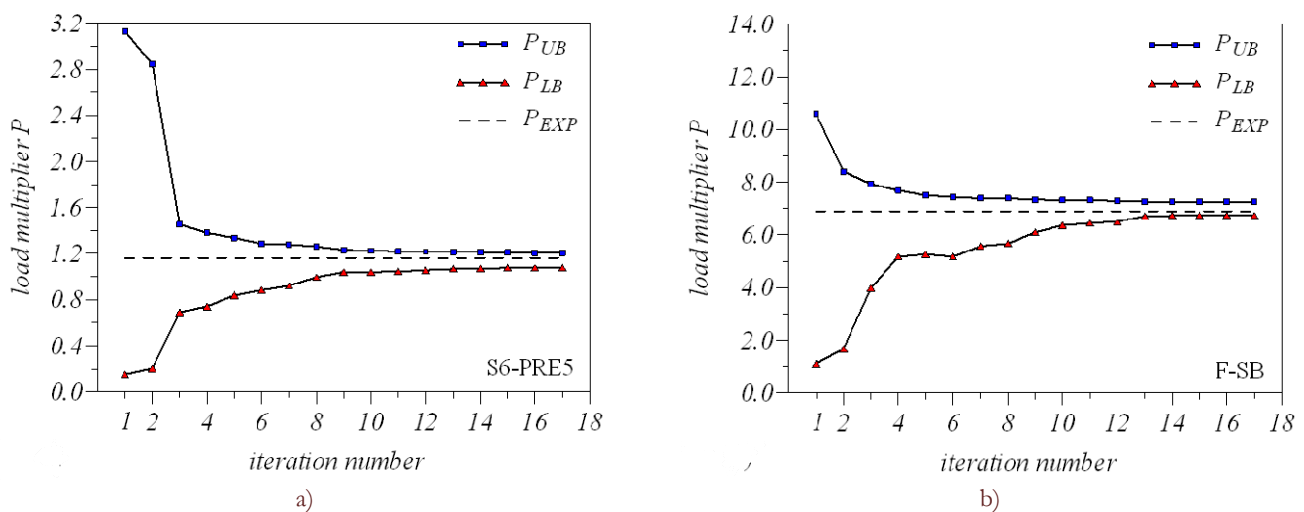 3.2
2.8
2.4
2.0
1.6
1.2
0.8
0.4
0.0
load multiplier P
P_UB
P_LB
P_EXP
S6-PRE5
1 2 4 6 8 10 12 14 16 18
iteration number
a)
14.0
12.0
10.0
8.0
6.0
4.0
2.0
0.0
load multiplier P
P_UB
P_LB
P_EXP
F-SB
1 2 4 6 8 10 12 14 16 18
iteration number
b)